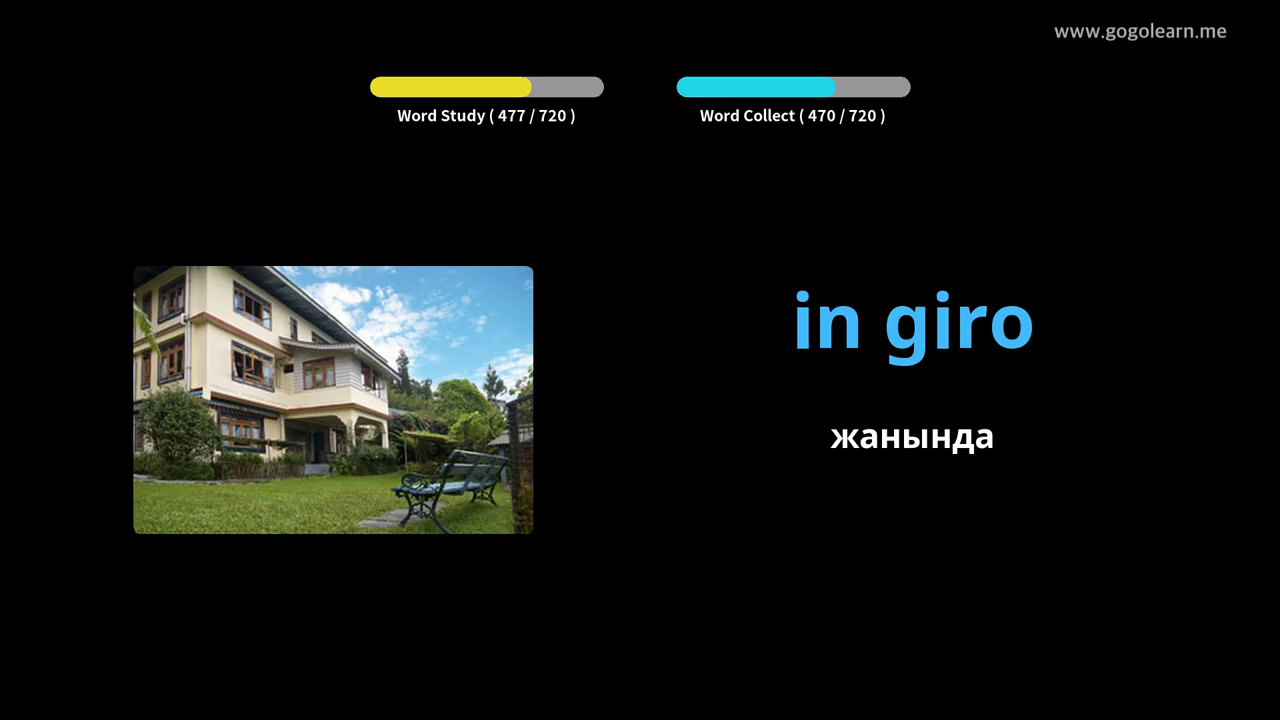 www.gogolearn.me
Word Study ( 477 / 720 )
Word Collect ( 470 / 720 )
in giro
жанында